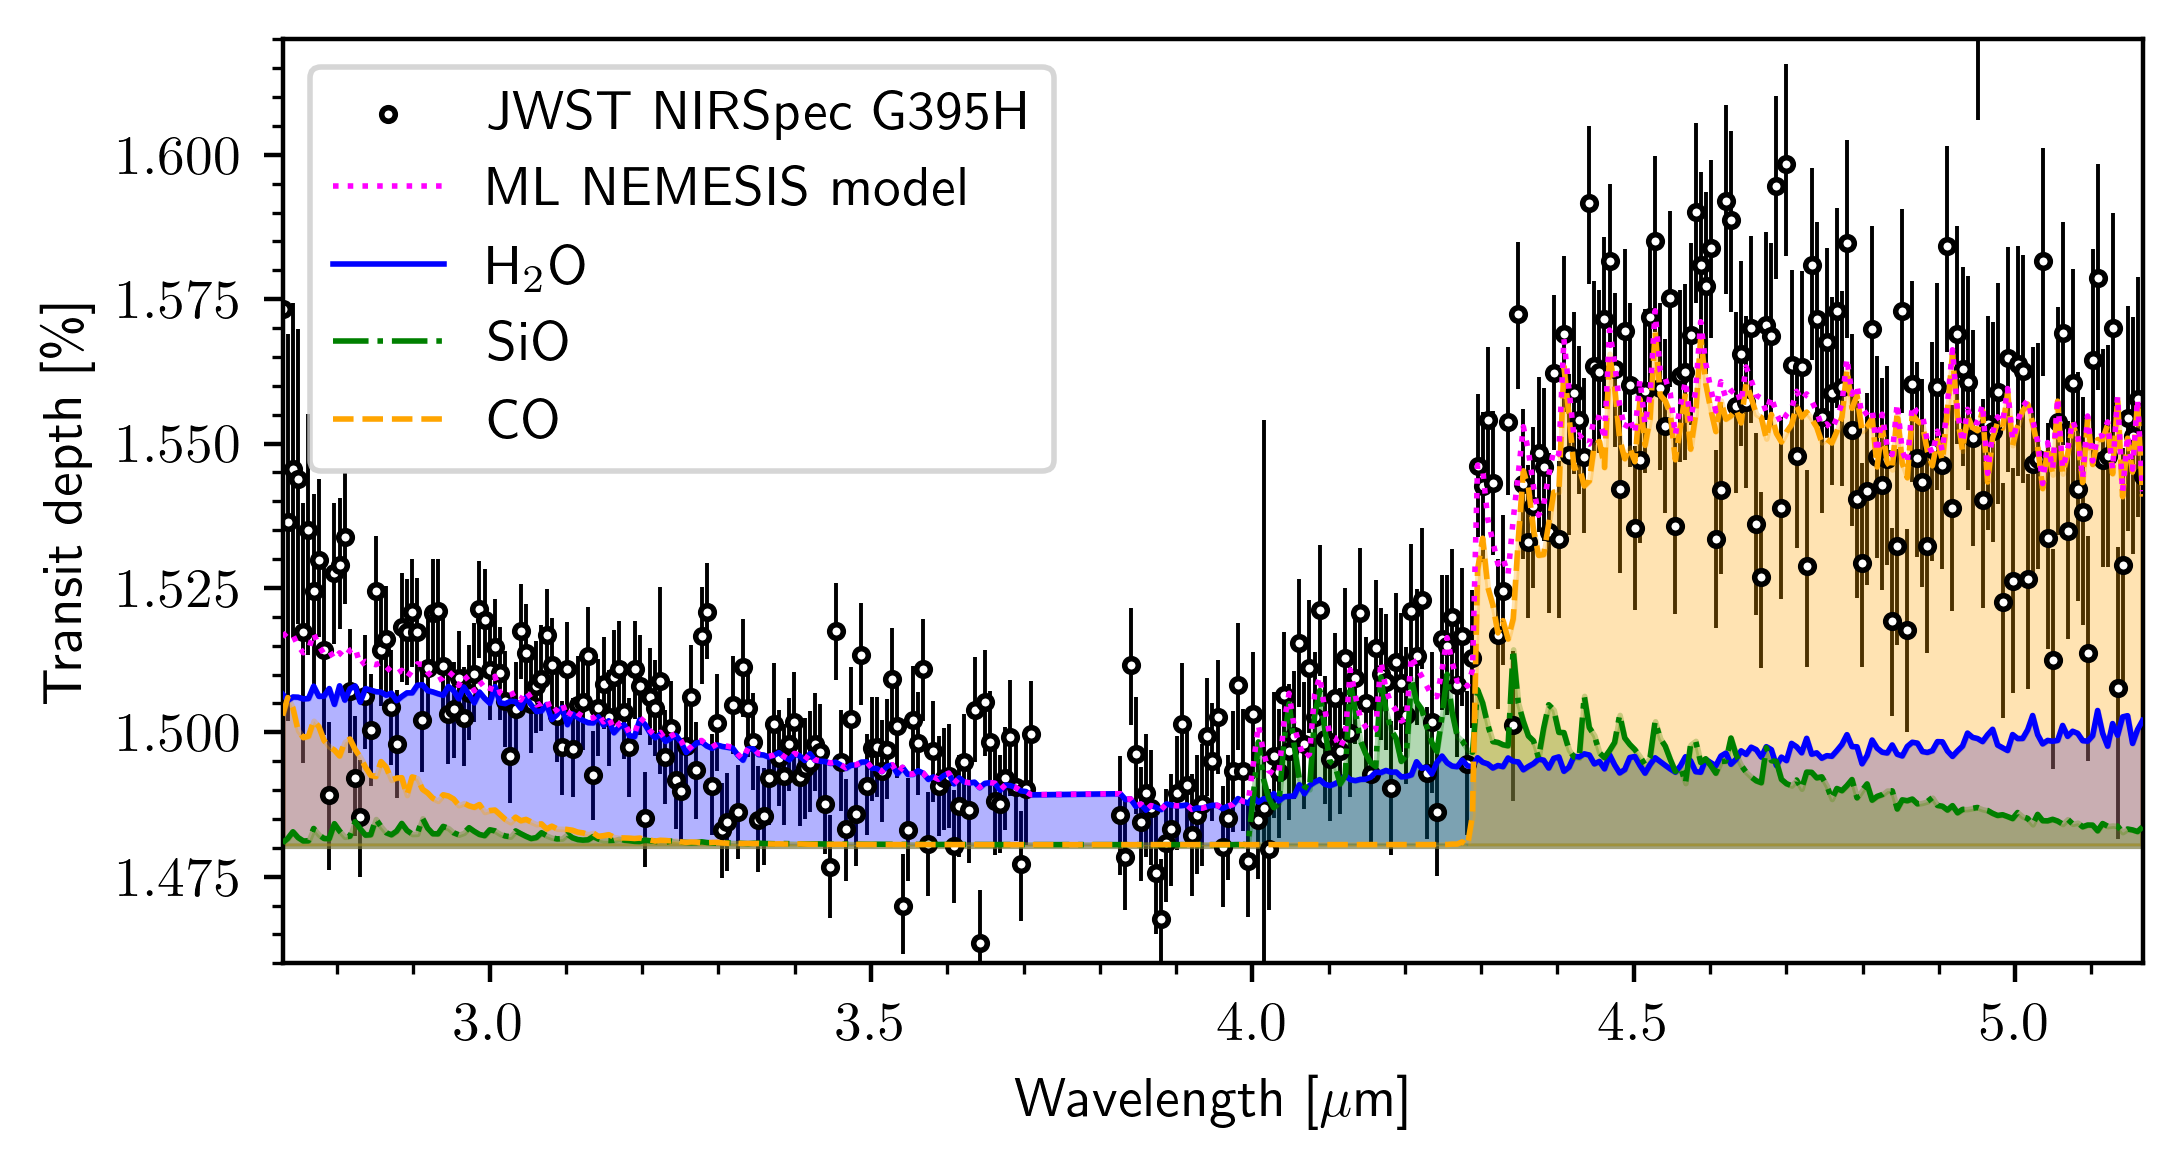 JWST NIRSpec G395H
ML NEMESIS model
H₂O
SiO
CO
Transit depth [%]
1.600
1.575
1.550
1.525
1.500
1.475
3.0 3.5 4.0 4.5 5.0
Wavelength [μm]